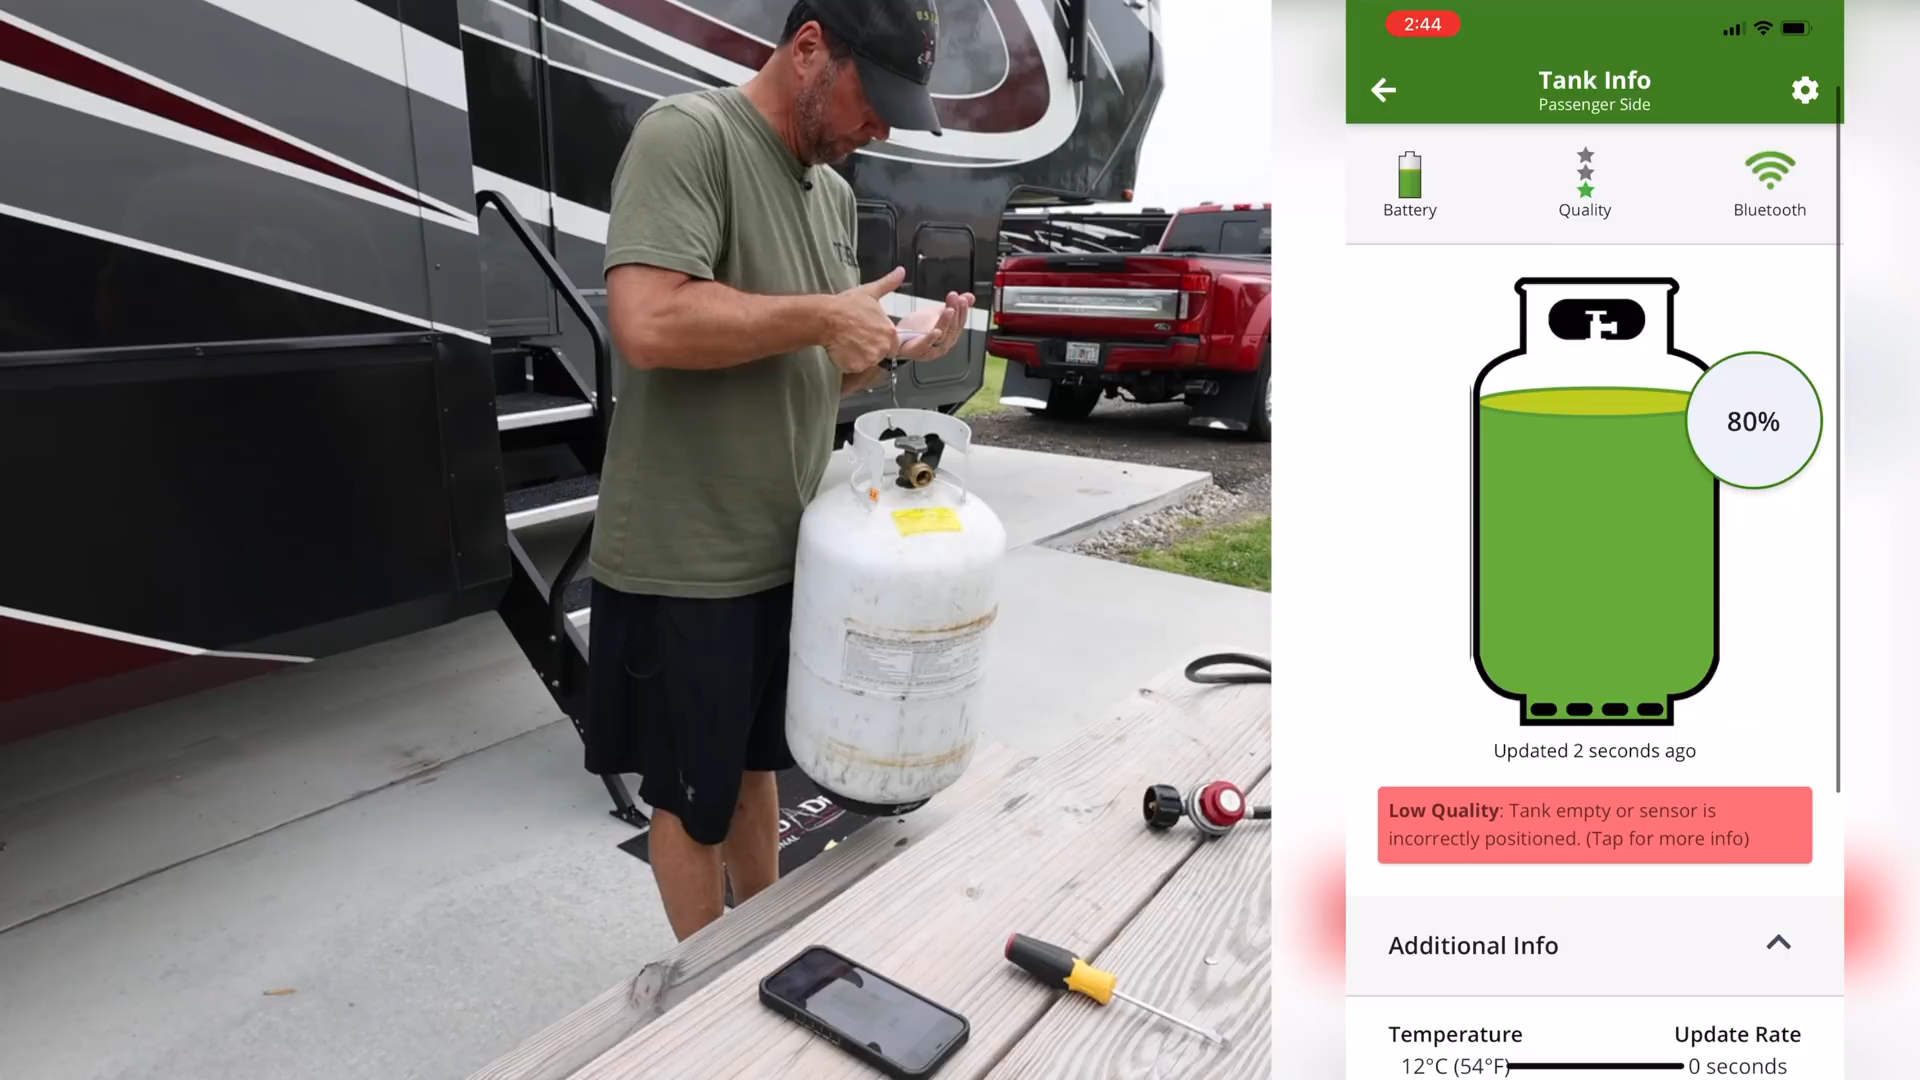 2:44
Tank Info
Passenger Side
Battery
Quality
Bluetooth
80%
Updated 2 seconds ago
Low Quality: Tank empty or sensor is
incorrectly positioned. (Tap for more info)
Additional Info
Temperature
Update Rate
12°C (54°F)
0 seconds